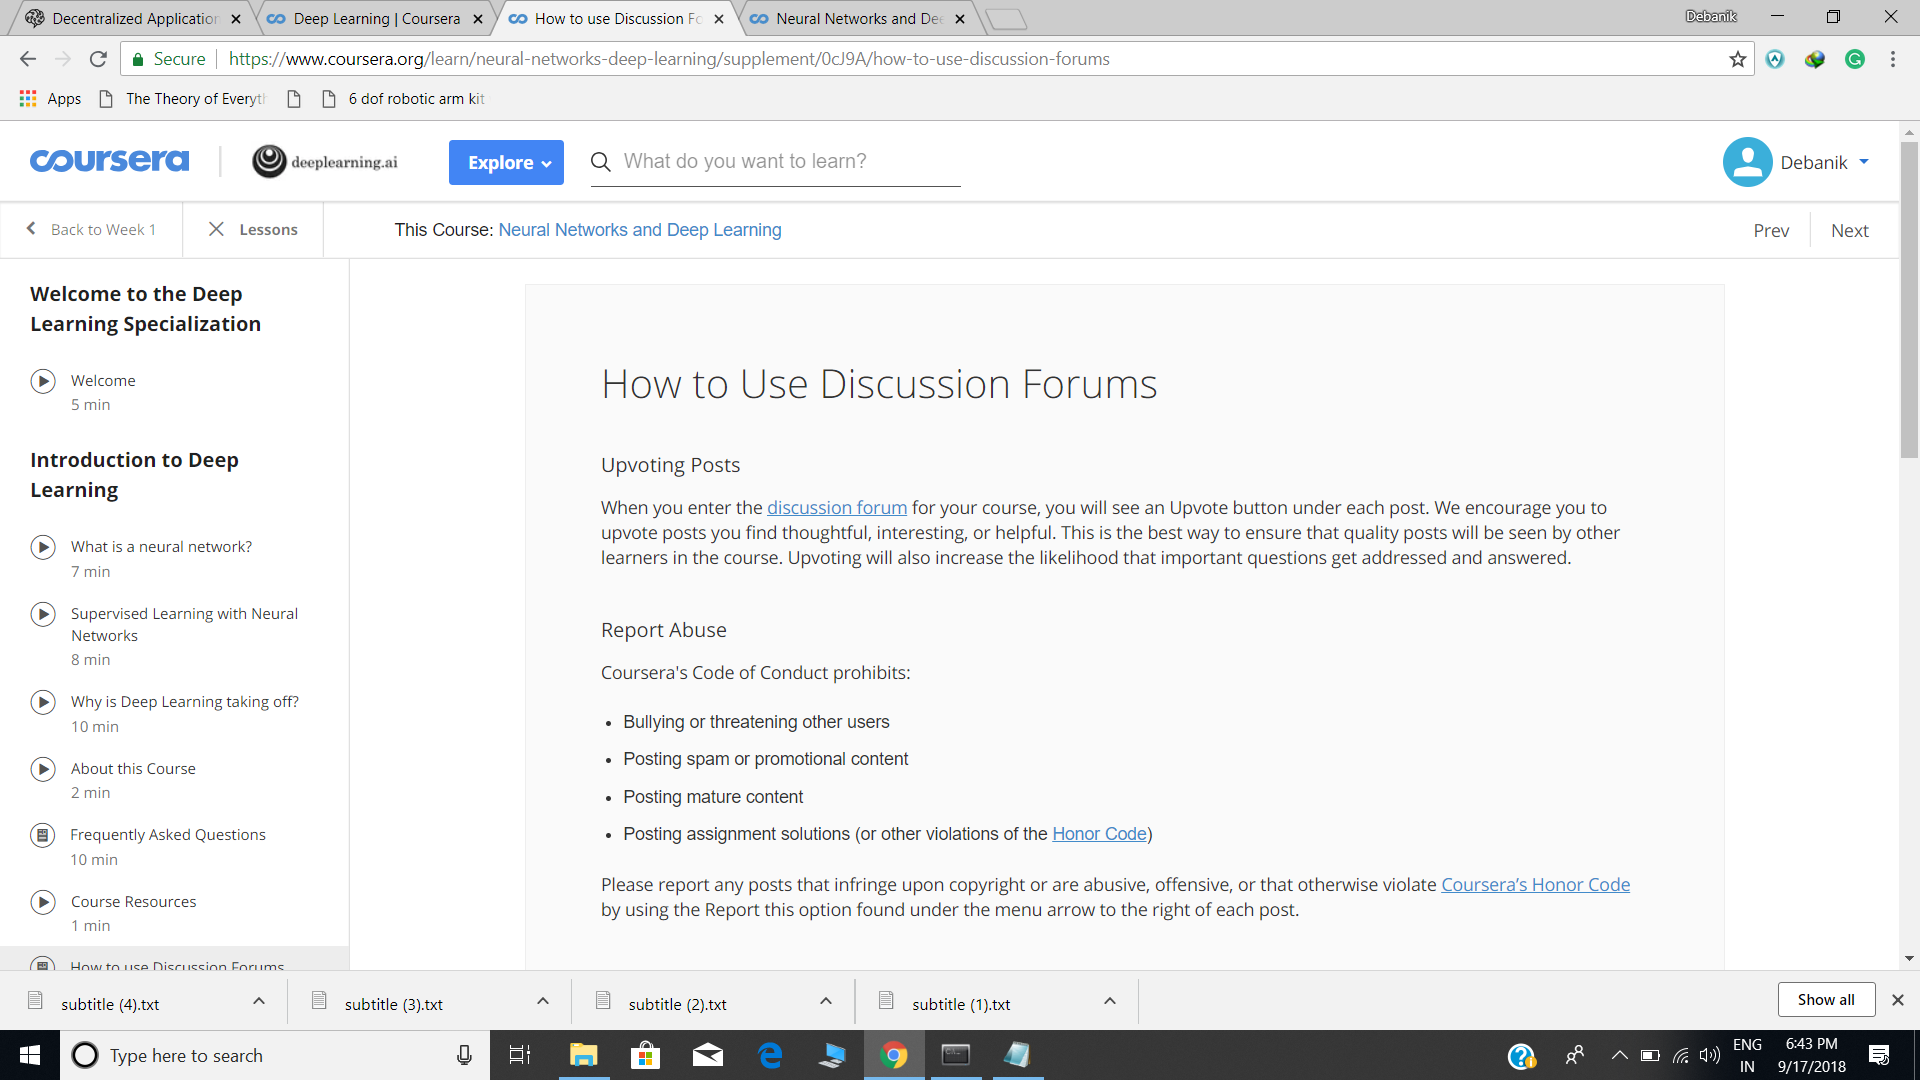 Decentralized Application
Deep Learning | Coursera
How to use Discussion Fo
Neural Networks and Dee
Debanik
Secure
https://www.coursera.org/learn/neural-networks-deep-learning/supplement/0cJ9A/how-to-use-discussion-forums
Apps
The Theory of Everyth
6 dof robotic arm kit
coursera
deeplearning.ai
Explore
What do you want to learn?
Debanik
Back to Week 1
Lessons
This Course: Neural Networks and Deep Learning
Prev
Next
Welcome to the Deep
Learning Specialization
Welcome
5 min
Introduction to Deep
Learning
What is a neural network?
7 min
Supervised Learning with Neural
Networks
8 min
Why is Deep Learning taking off?
10 min
About this Course
2 min
Frequently Asked Questions
10 min
Course Resources
1 min
How to use Discussion Forums
How to Use Discussion Forums
Upvoting Posts
When you enter the discussion forum for your course, you will see an Upvote button under each post. We encourage you to
upvote posts you find thoughtful, interesting, or helpful. This is the best way to ensure that quality posts will be seen by other
learners in the course. Upvoting will also increase the likelihood that important questions get addressed and answered.
Report Abuse
Coursera's Code of Conduct prohibits:
• Bullying or threatening other users
• Posting spam or promotional content
• Posting mature content
• Posting assignment solutions (or other violations of the Honor Code)
Please report any posts that infringe upon copyright or are abusive, offensive, or that otherwise violate Coursera's Honor Code
by using the Report this option found under the menu arrow to the right of each post.
subtitle (4).txt
subtitle (3).txt
subtitle (2).txt
subtitle (1).txt
Show all
Type here to search
ENG
IN
6:43 PM
9/17/2018